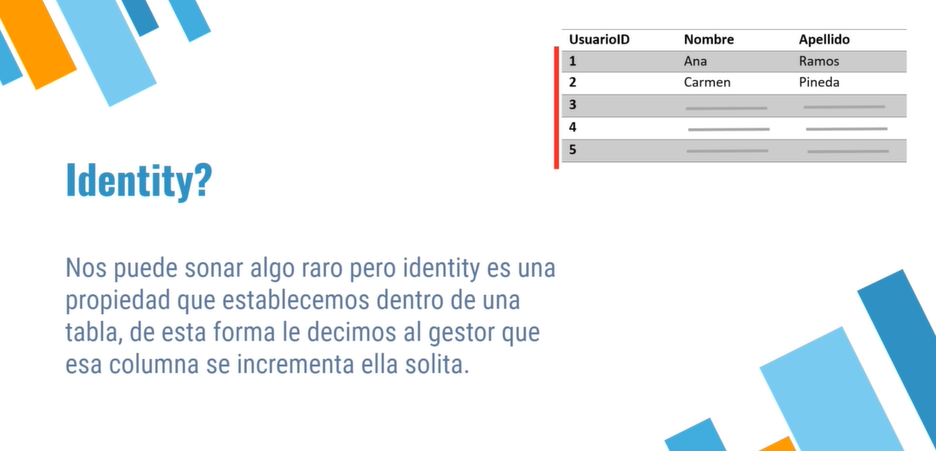 UsuarioID Nombre Apellido
1 Ana Ramos
2 Carmen Pineda
3
4
5
Identity?
Nos puede sonar algo raro pero identity es una
propiedad que establecemos dentro de una
tabla, de esta forma le decimos al gestor que
esa columna se incrementa ella solita.